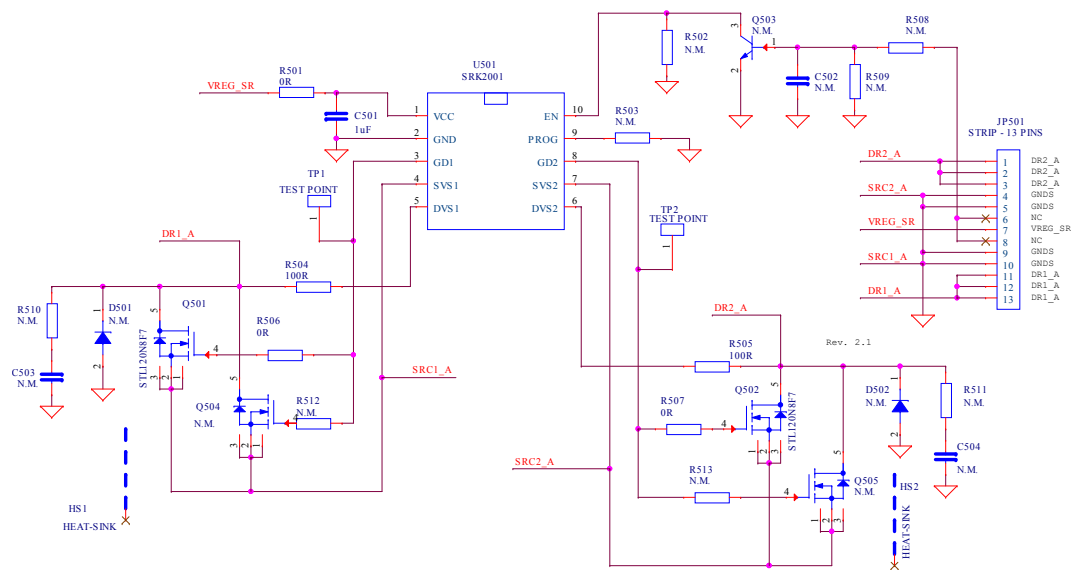 R502
N.M.
3
Q503
N.M.
1
2
R508
N.M.
C502
N.M.
R509
N.M.
U501
SRK2001
R501
0R
VREG_SR
C501
1uF
1 VCC
2 GND
3 GD1
4 SVS1
5 DVS1
10 EN
9 PROG
8 GD2
7 SVS2
6 DVS2
R503
N.M.
JP501
STRIP - 13 PINS
DR2_A
SRC2_A
VREG_SR
SRC1_A
DR1_A
1 DR2_A
2 DR2_A
3 DR2_A
4 GNDS
5 GNDS
6 NC
7 VREG_SR
8 NC
9 GNDS
10 GNDS
11 DR1_A
12 DR1_A
13 DR1_A
TP1
TEST POINT
1
TP2
TEST POINT
1
DR1_A
R504
100R
R510
N.M.
D501
N.M.
1
2
C503
N.M.
Q501
STL120N8F7
5
4
3
2
1
R506
0R
Q504
N.M.
5
4
3
2
1
R512
N.M.
SRC1_A
HS1
HEAT-SINK
DR2_A
Rev. 2.1
R505
100R
R507
0R
Q502
STL120N8F7
5
4
1
2
3
R513
N.M.
Q505
N.M.
5
4
1
2
3
D502
N.M.
1
2
R511
N.M.
C504
N.M.
SRC2_A
HS2
HEAT-SINK